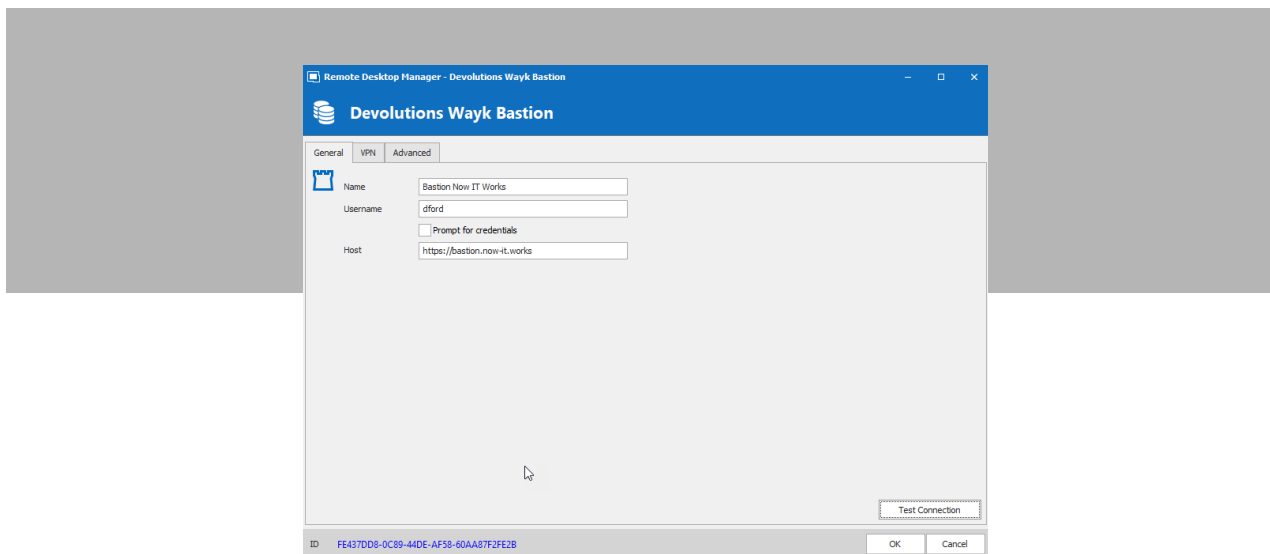 Remote Desktop Manager - Devolutions Wayk Bastion
Devolutions Wayk Bastion
General VPN Advanced
Name Bastion Now IT Works
Username dford
Prompt for credentials
Host https://bastion.now-it.works
Test Connection
ID FE437DD8-0C89-44DE-AF58-60AA87F2FE2B OK Cancel